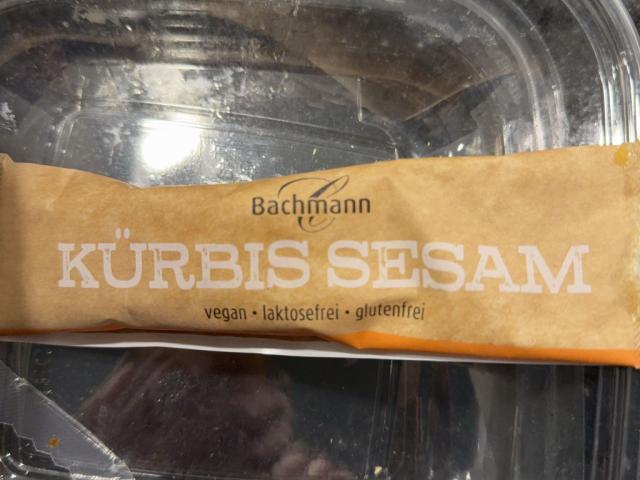 Bachmann
KÜRBIS SESAM
vegan • laktosefrei • glutenfrei